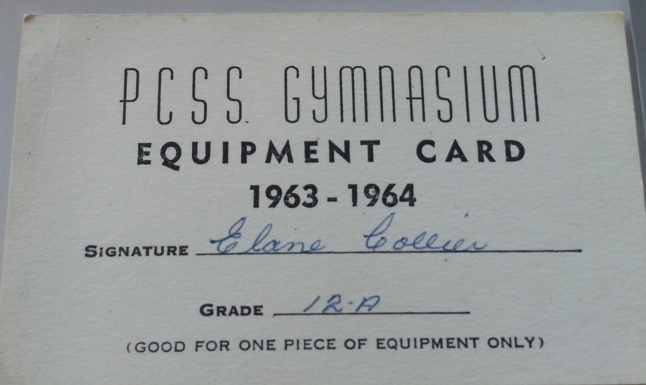 PCSS. GYMNASIUM
EQUIPMENT CARD
1963-1964
SIGNATURE Elane Collier
GRADE 12-A
(GOOD FOR ONE PIECE OF EQUIPMENT ONLY)